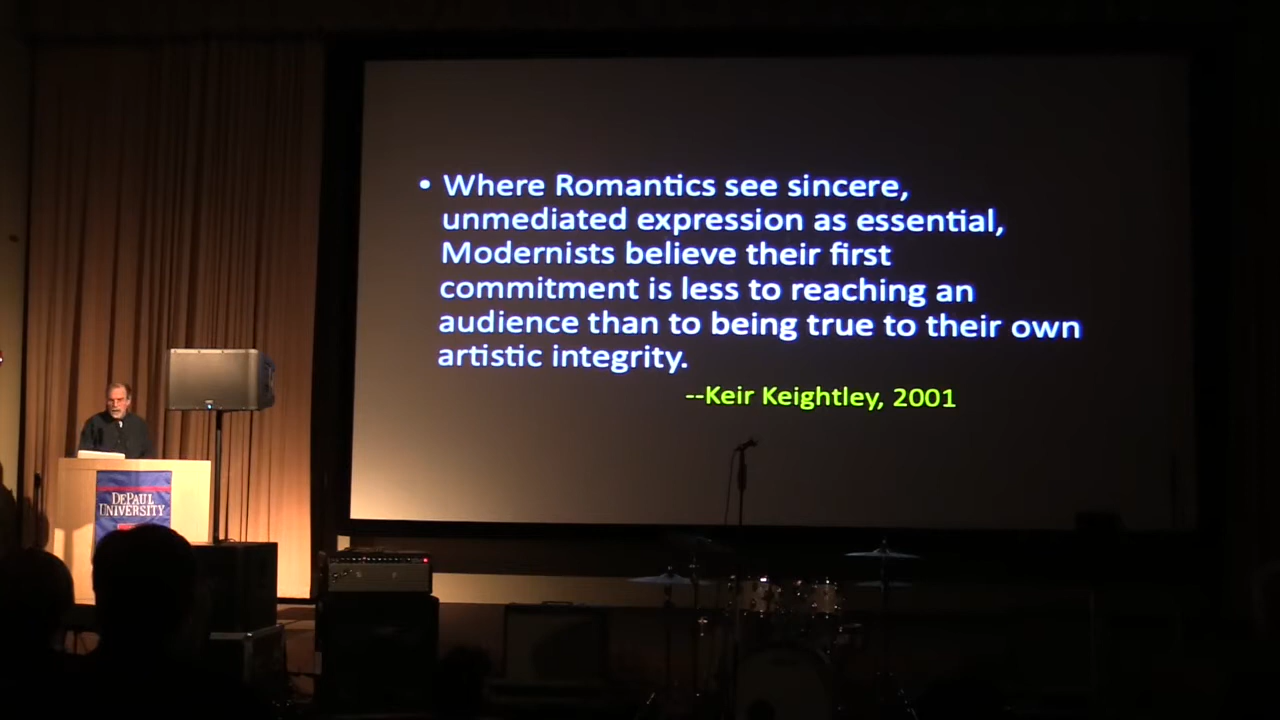 • Where Romantics see sincere,
unmediated expression as essential,
Modernists believe their first
commitment is less to reaching an
audience than to being true to their own
artistic integrity.
--Keir Keightley, 2001
DEPAUL
UNIVERSITY